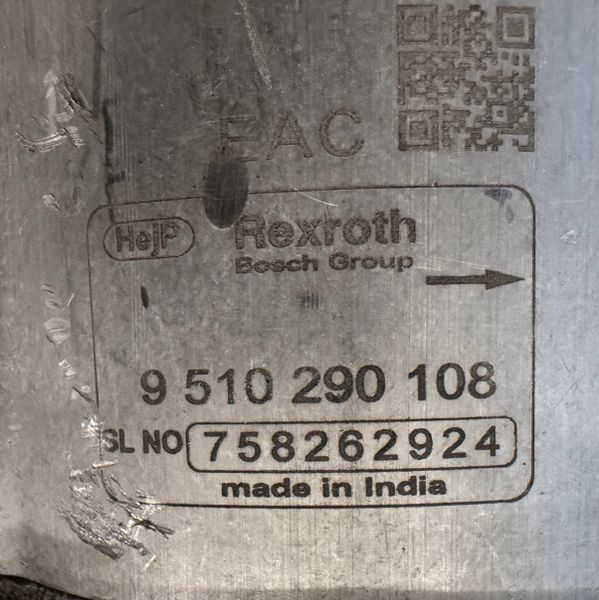 EAC
HejP Rexroth
Bosch Group
9 510 290 108
SL NO 758262924
made in India